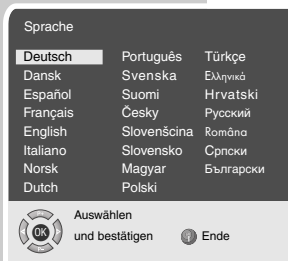 Sprache
Deutsch Português Türkçe
Dansk Svenska Ελληνικά
Español Suomi Hrvatski
Français Česky Русский
English Slovenšcina Româna
Italiano Slovensko Српски
Norsk Magyar Български
Dutch Polski
Auswählen
OK und bestätigen i Ende